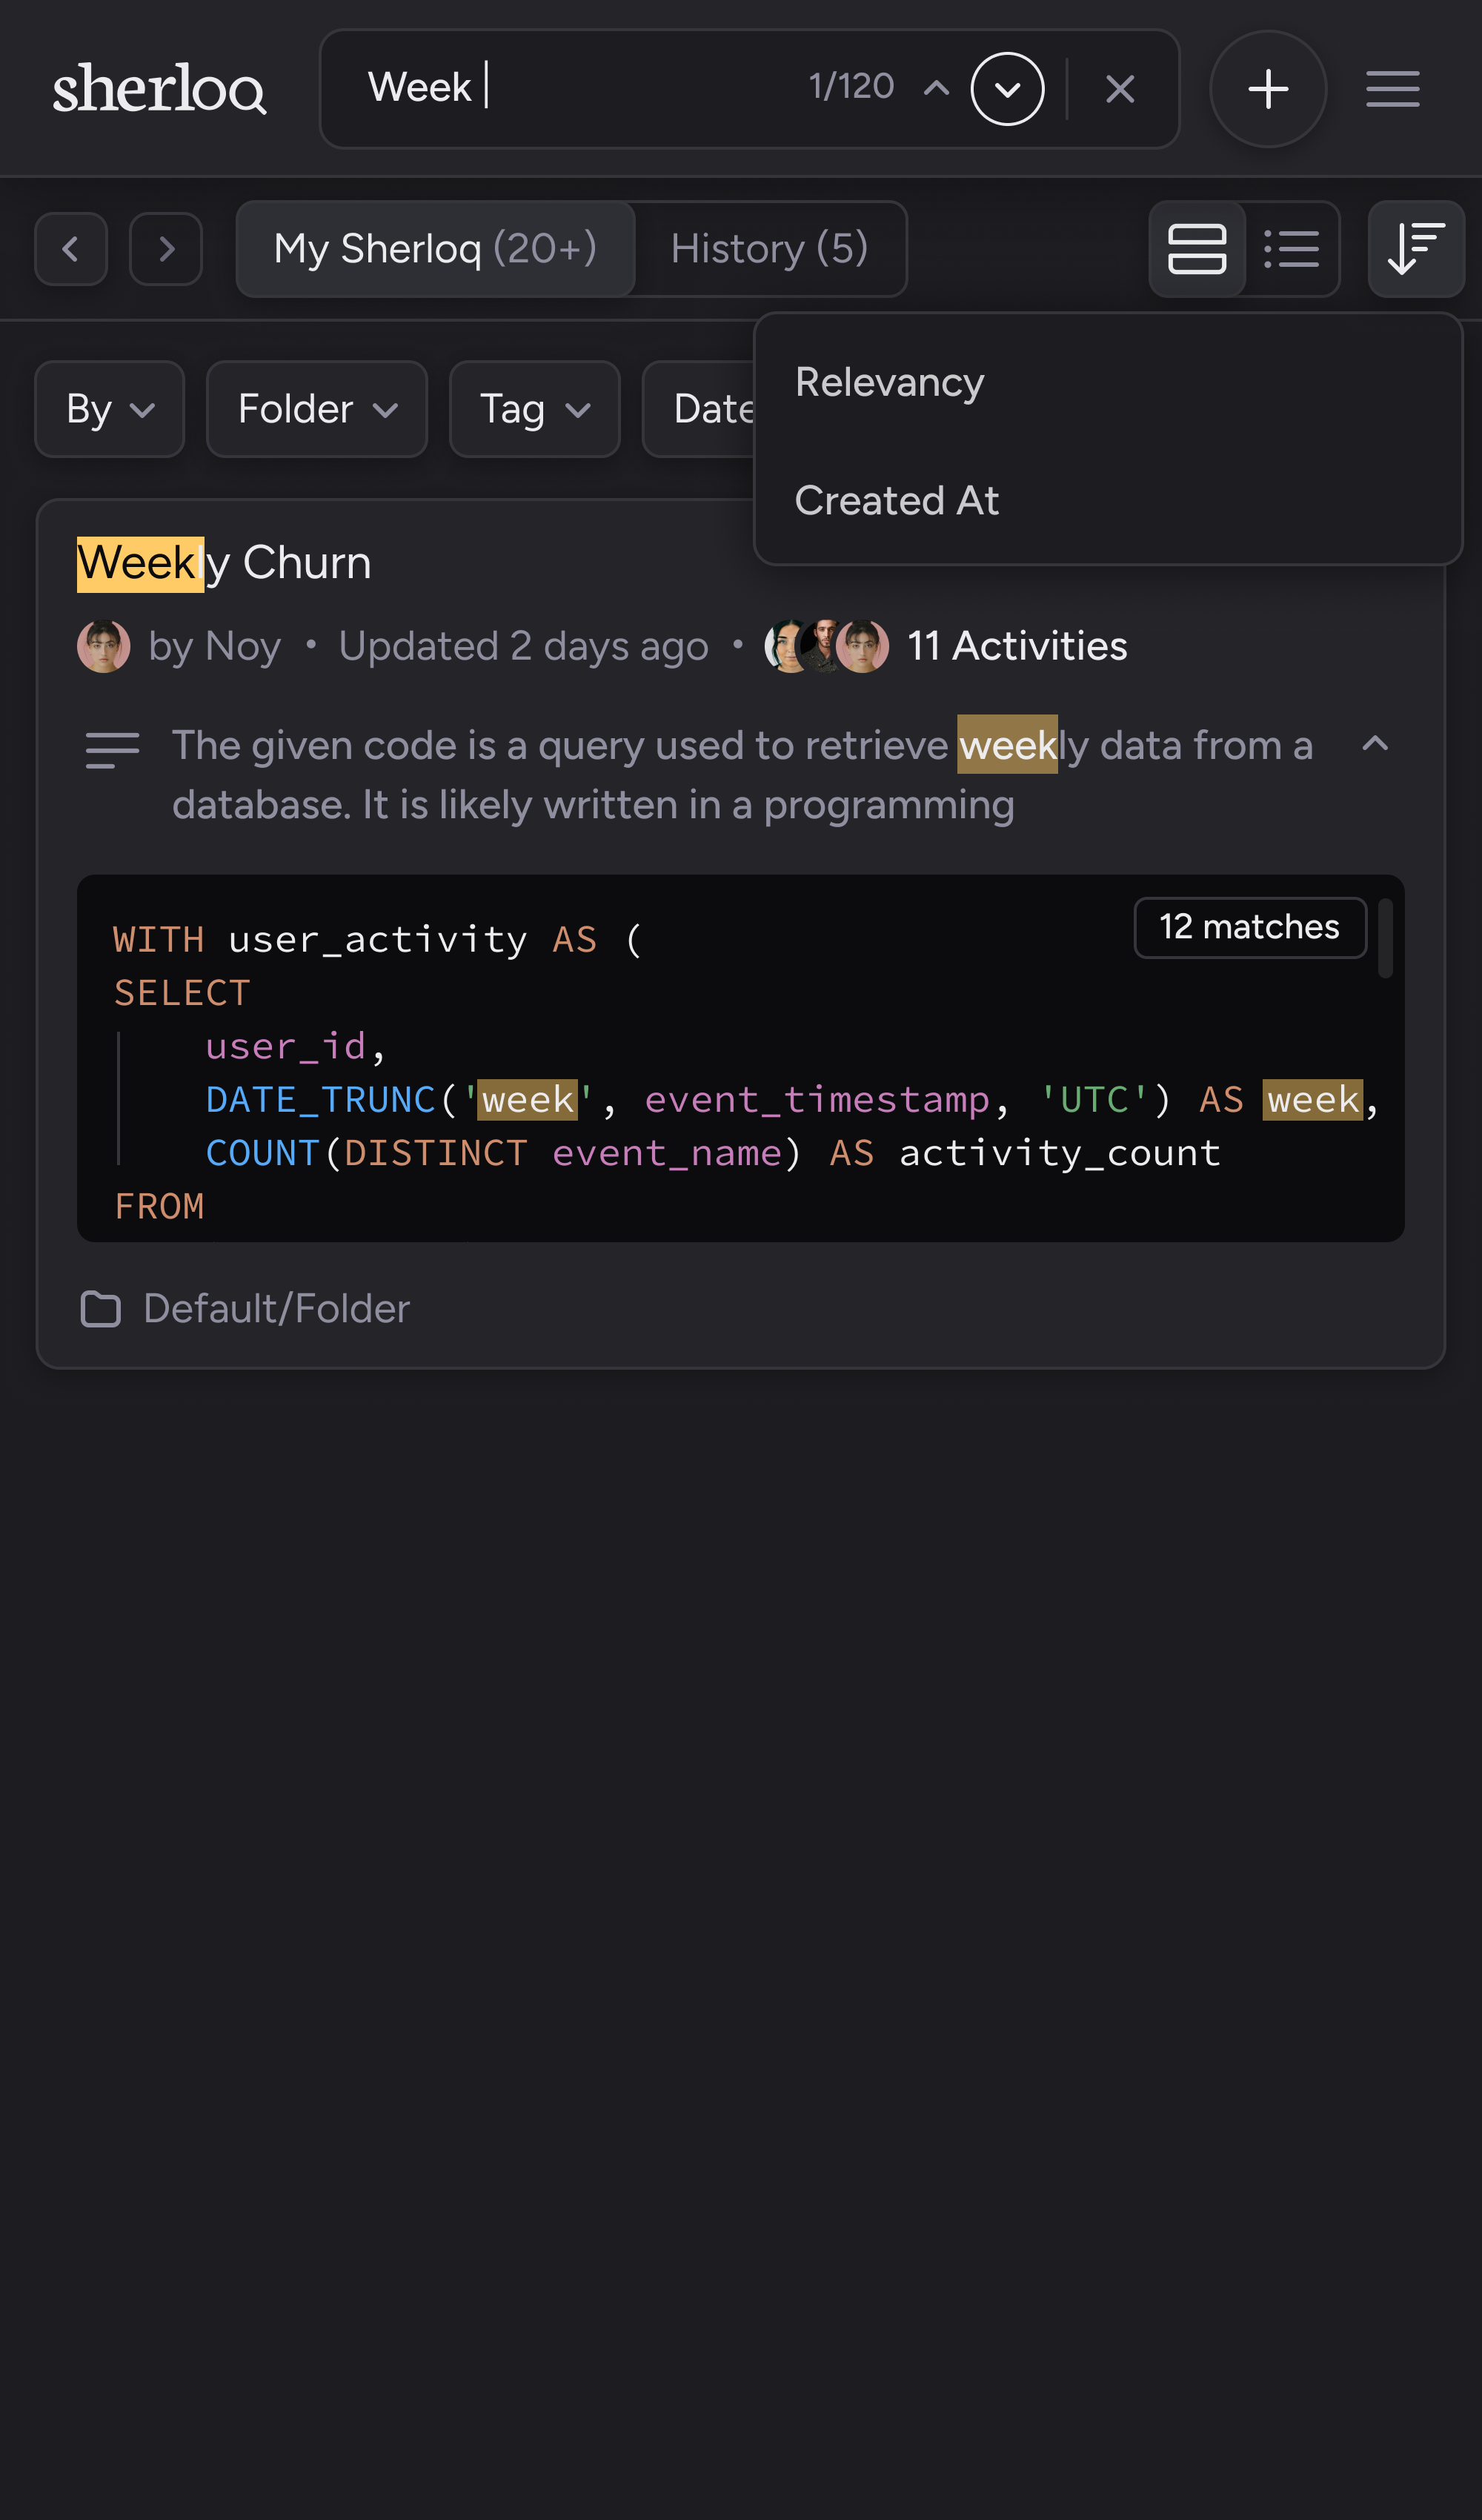 sherloq
Week
1/120
My Sherloq (20+)
History (5)
By
Folder
Tag
Date
Relevancy
Created At
Weekly Churn
by Noy • Updated 2 days ago • 11 Activities
The given code is a query used to retrieve weekly data from a
database. It is likely written in a programming
12 matches
WITH user_activity AS (
SELECT
user_id,
DATE_TRUNC('week', event_timestamp, 'UTC') AS week,
COUNT(DISTINCT event_name) AS activity_count
FROM
Default/Folder